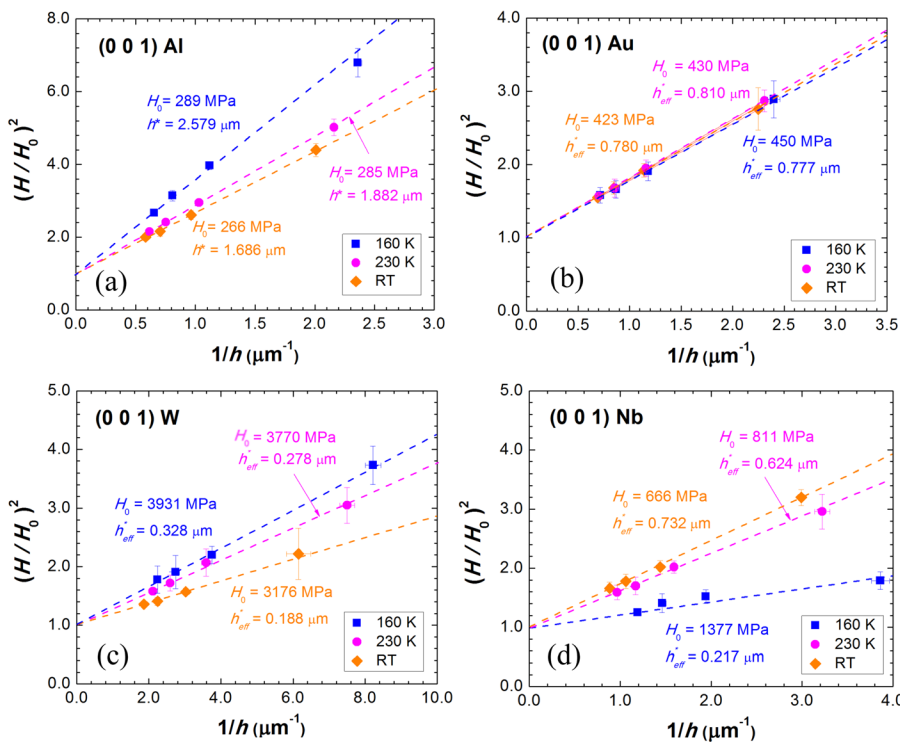 (0 0 1) Al
8.0
6.0
4.0
2.0
0.0
(H / H0)2
H0 = 289 MPa
h* = 2.579 μm
H0 = 285 MPa
h* = 1.882 μm
H0 = 266 MPa
h* = 1.686 μm
160 K
230 K
RT
(a)
0.0 0.5 1.0 1.5 2.0 2.5 3.0
1/h (μm-1)
(0 0 1) Au
4.0
3.0
2.0
1.0
0.0
(H / H0)2
H0 = 430 MPa
h*eff = 0.810 μm
H0 = 423 MPa
h*eff = 0.780 μm
H0 = 450 MPa
h*eff = 0.777 μm
160 K
230 K
RT
(b)
0.0 0.5 1.0 1.5 2.0 2.5 3.0 3.5
1/h (μm-1)
(0 0 1) W
5.0
4.0
3.0
2.0
1.0
0.0
(H / H0)2
H0 = 3770 MPa
h*eff = 0.278 μm
H0 = 3931 MPa
h*eff = 0.328 μm
H0 = 3176 MPa
h*eff = 0.188 μm
160 K
230 K
RT
(c)
0.0 2.0 4.0 6.0 8.0 10.0
1/h (μm-1)
(0 0 1) Nb
5.0
4.0
3.0
2.0
1.0
0.0
(H / H0)2
H0 = 811 MPa
h*eff = 0.624 μm
H0 = 666 MPa
h*eff = 0.732 μm
H0 = 1377 MPa
h*eff = 0.217 μm
160 K
230 K
RT
(d)
0.0 1.0 2.0 3.0 4.0
1/h (μm-1)